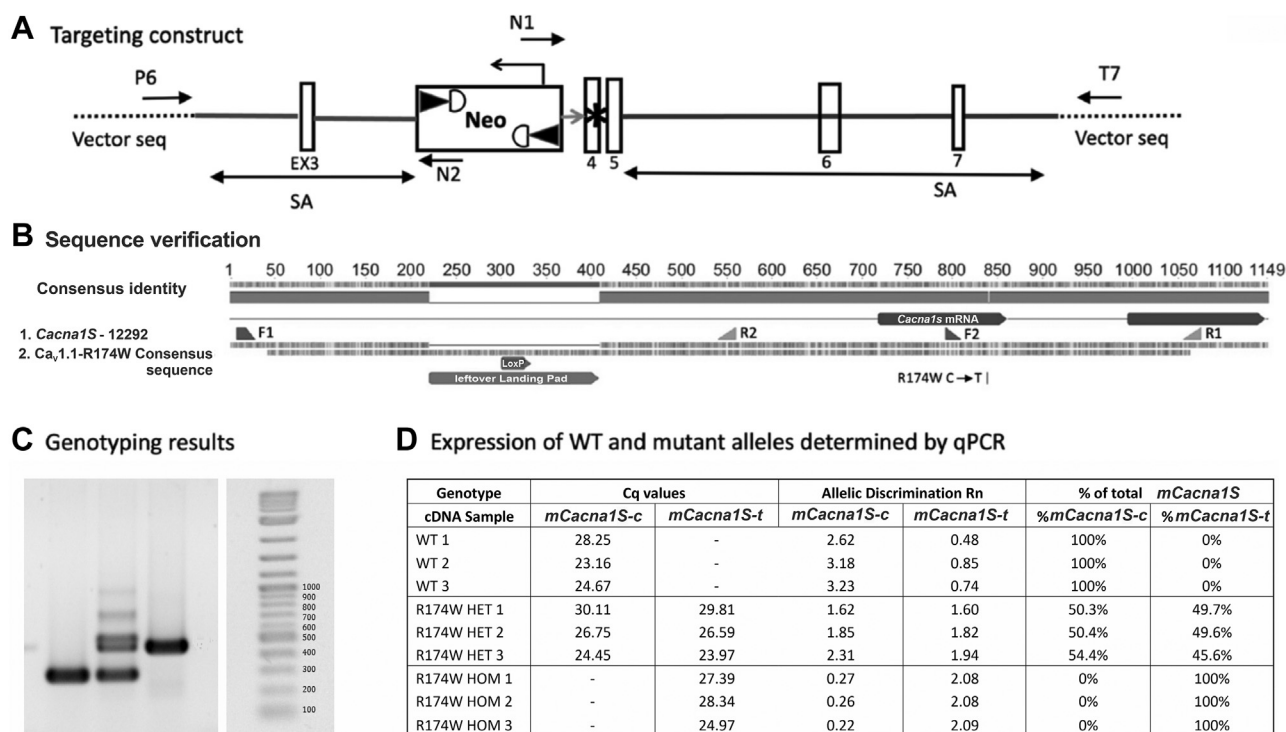 A Targeting construct
N1
P6
T7
Neo
Vector seq
Vector seq
EX3
N2
4
5
6
7
SA
SA
B Sequence verification
1 50 100 150 200 250 300 350 400 450 500 550 600 650 700 750 800 850 900 950 1000 1050 1100 1149
Consensus identity
Cacna1s mRNA
1. Cacna1S - 12292
F1
R2
F2
R1
2. Cav1.1-R174W Consensus
sequence
LoxP
leftover Landing Pad
R174W C→T
C Genotyping results
1000
900
800
700
600
500
400
300
200
100
D Expression of WT and mutant alleles determined by qPCR
Genotype Cq values Allelic Discrimination Rn % of total mCacna1S
cDNA Sample mCacna1S-c mCacna1S-t mCacna1S-c mCacna1S-t %mCacna1S-c %mCacna1S-t
WT 1 28.25 - 2.62 0.48 100% 0%
WT 2 23.16 - 3.18 0.85 100% 0%
WT 3 24.67 - 3.23 0.74 100% 0%
R174W HET 1 30.11 29.81 1.62 1.60 50.3% 49.7%
R174W HET 2 26.75 26.59 1.85 1.82 50.4% 49.6%
R174W HET 3 24.45 23.97 2.31 1.94 54.4% 45.6%
R174W HOM 1 - 27.39 0.27 2.08 0% 100%
R174W HOM 2 - 28.34 0.26 2.08 0% 100%
R174W HOM 3 - 24.97 0.22 2.09 0% 100%